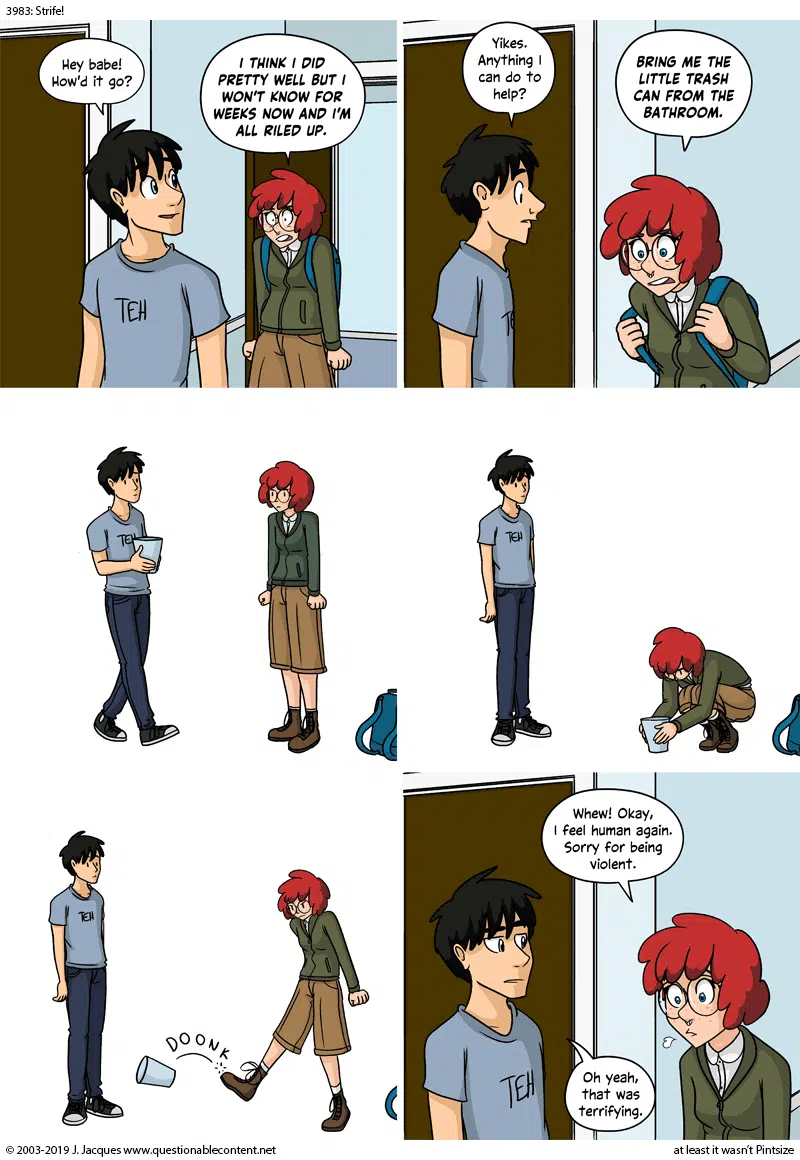 3983: Strife!
Hey babe!
How'd it go?
I THINK I DID
PRETTY WELL BUT I
WON'T KNOW FOR
WEEKS NOW AND I'M
ALL RILED UP.
TEH
Yikes.
Anything I
can do to
help?
BRING ME THE
LITTLE TRASH
CAN FROM THE
BATHROOM.
TE
TEH
TEH
TEH
DOONK
Whew! Okay,
I feel human again.
Sorry for being
violent.
TEH
Oh yeah,
that was
terrifying.
© 2003-2019 J. Jacques www.questionablecontent.net
at least it wasn't Pintsize